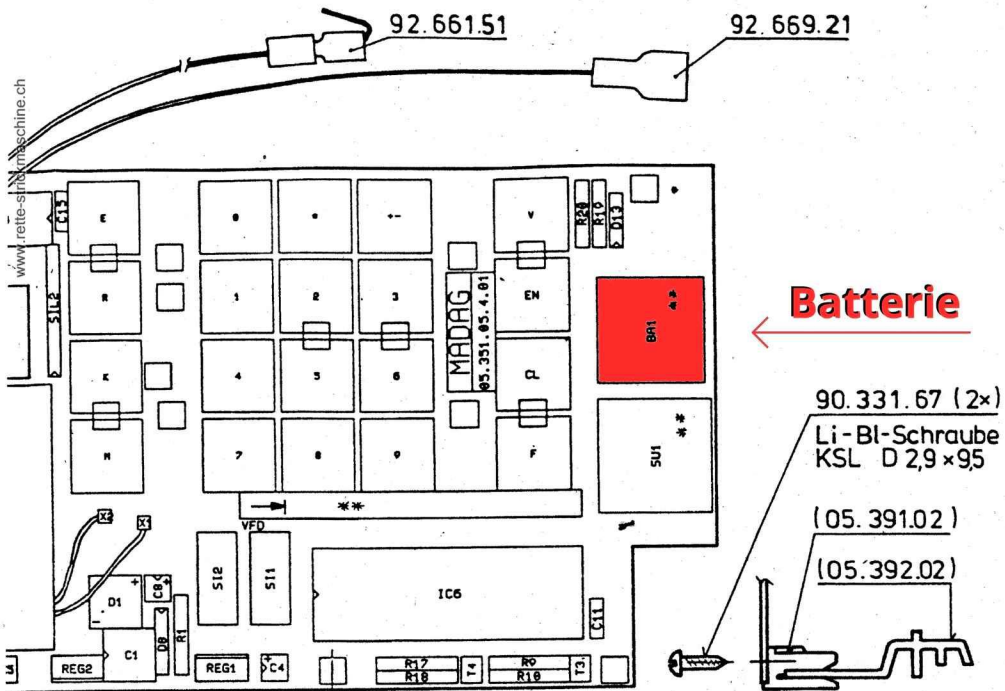 92.661.51
92.669.21
www.rette-strickmaschine.ch
C15
E
0
*
+-
V
R20
R19
D13
SIL2
R
1
2
3
EN
MADAG
05.351.05.4.01
BA1
**
Batterie
K
4
5
6
CL
90.331.67 (2×)
Li-Bl-Schraube
KSL D 2,9 × 9,5
M
7
8
9
F
SU1
**
VFD
**
(05.391.02)
(05.392.02)
X2
X1
D1
+
-
C8
+
SI2
SI1
IC6
C11
C1
D8
R1
REG2
REG1
C4
+
R17
R18
T4
R9
R10
T3